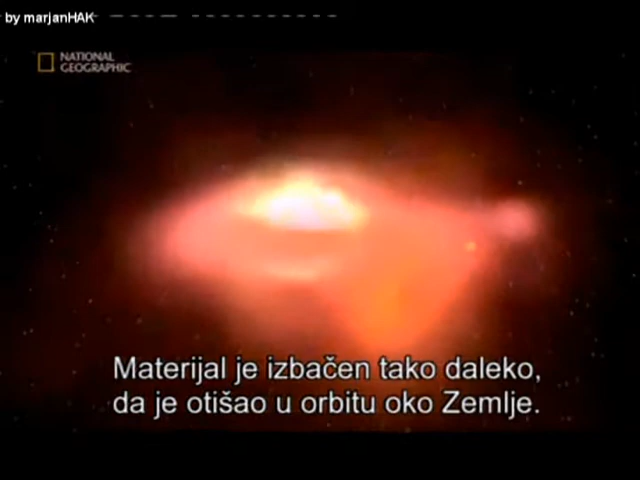 by marjanHAK
NATIONAL
GEOGRAPHIC
Materijal je izbačen tako daleko,
da je otišao u orbitu oko Zemlje.